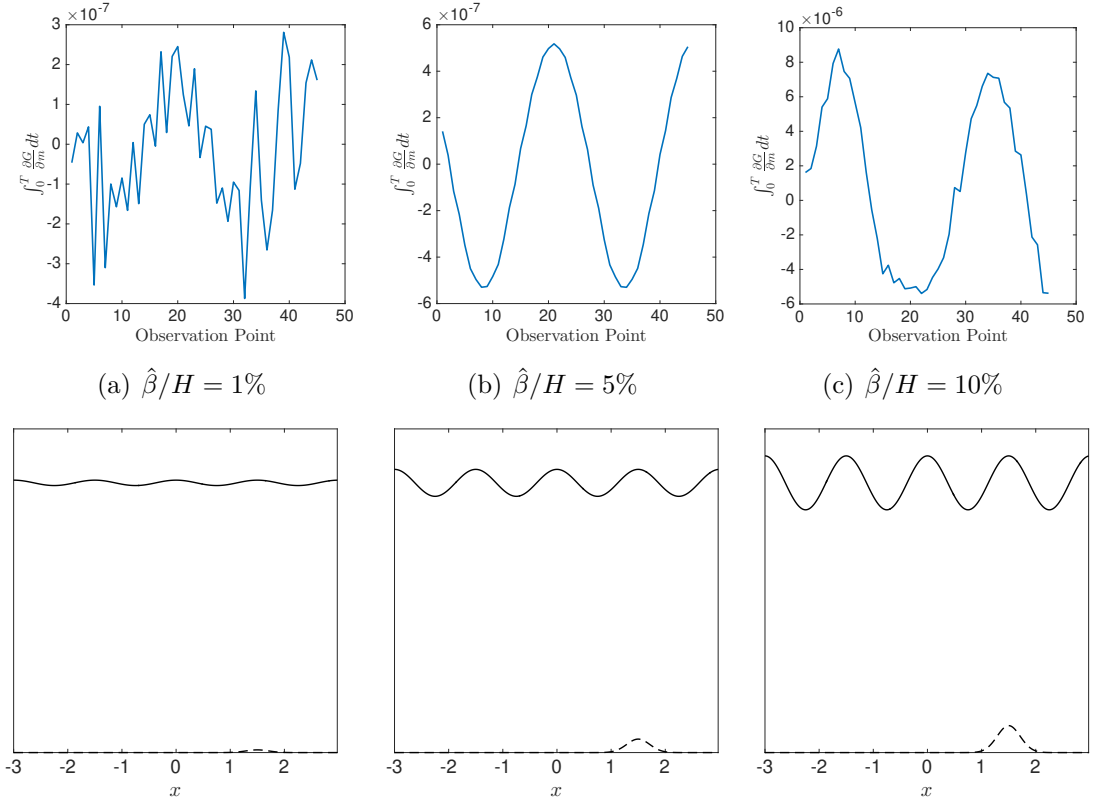 ×10⁻⁷
3
2
1
0
-1
-2
-3
-4
0 10 20 30 40 50
∫₀ᵀ ∂G/∂m dt
Observation Point
(a) β̂/H = 1%
×10⁻⁷
6
4
2
0
-2
-4
-6
0 10 20 30 40 50
∫₀ᵀ ∂G/∂m dt
Observation Point
(b) β̂/H = 5%
×10⁻⁶
10
8
6
4
2
0
-2
-4
-6
0 10 20 30 40 50
∫₀ᵀ ∂G/∂m dt
Observation Point
(c) β̂/H = 10%
-3 -2 -1 0 1 2
x
-3 -2 -1 0 1 2
x
-3 -2 -1 0 1 2
x